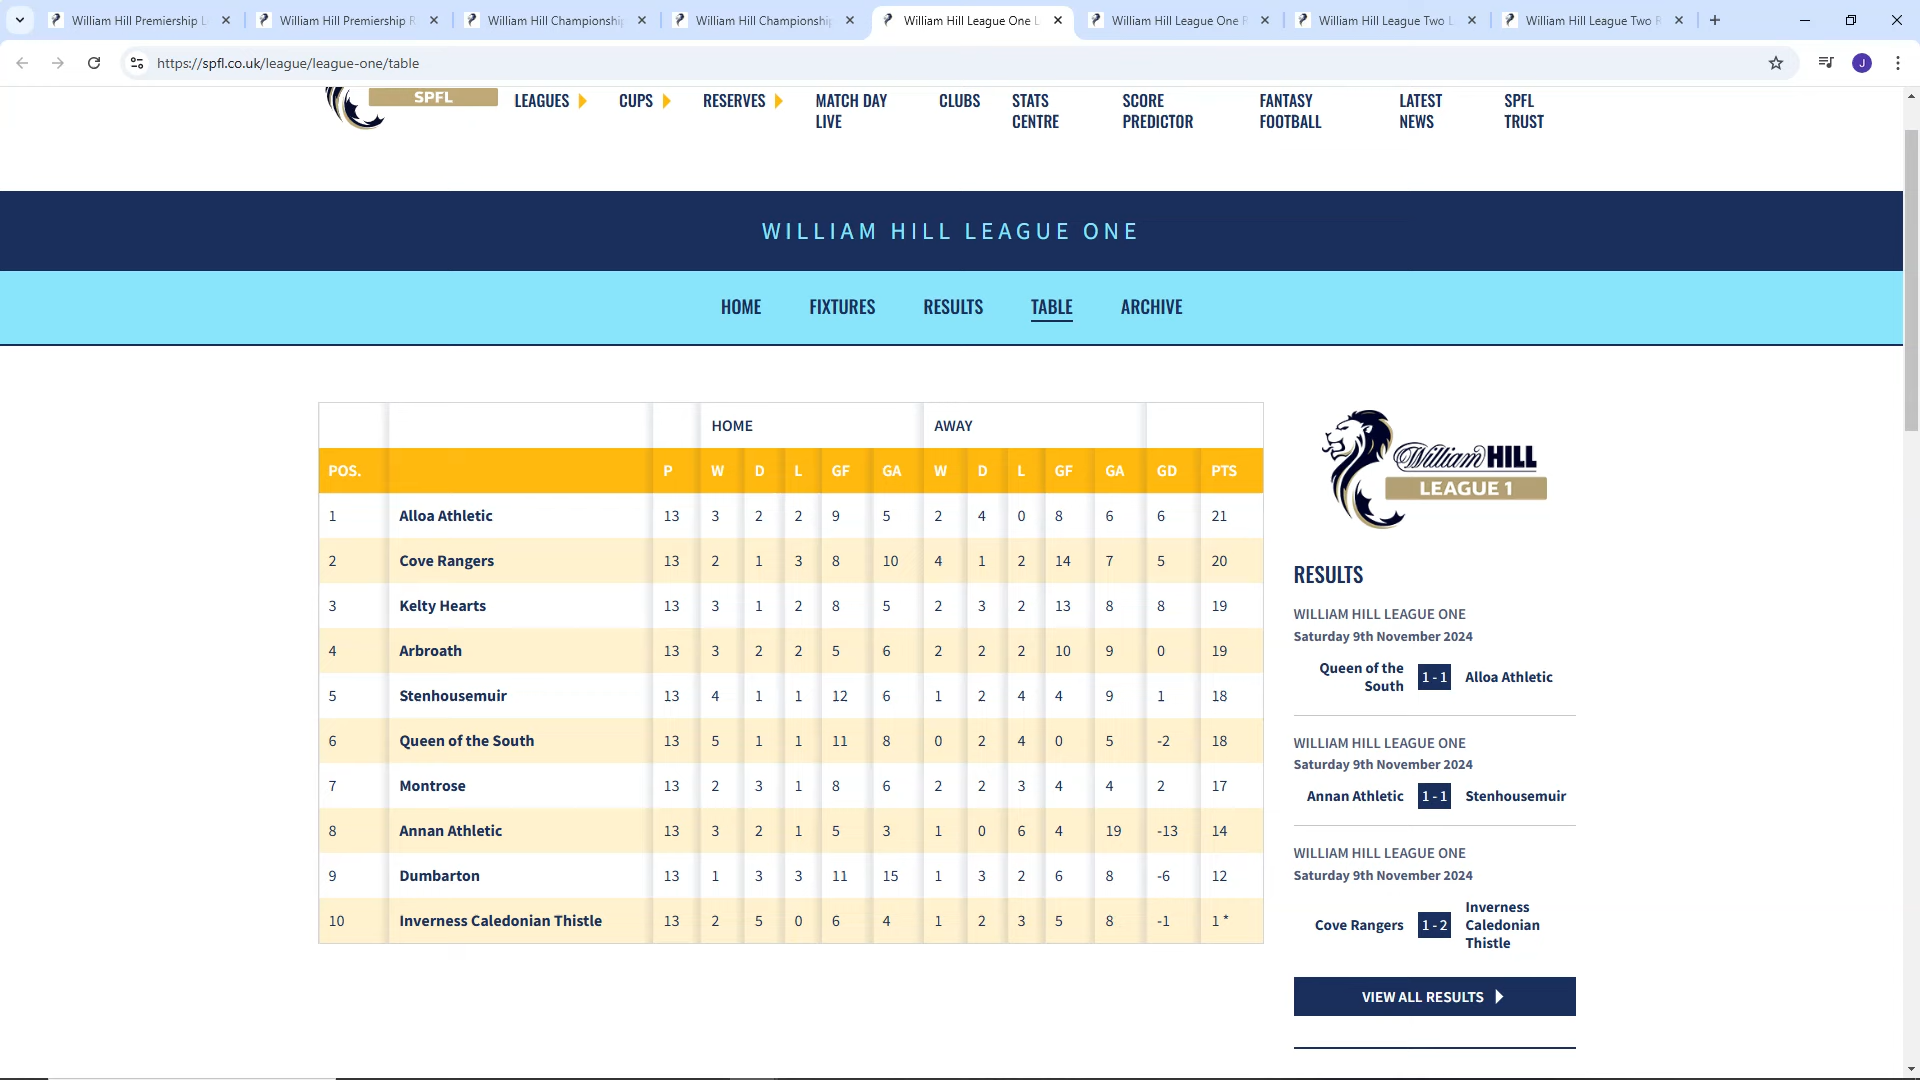 William Hill Premiership L
William Hill Premiership R
William Hill Championship
William Hill Championship
William Hill League One L
William Hill League One R
William Hill League Two L
William Hill League Two R
https://spfl.co.uk/league/league-one/table
J
SPFL
LEAGUES
CUPS
RESERVES
MATCH DAY LIVE
CLUBS
STATS CENTRE
SCORE PREDICTOR
FANTASY FOOTBALL
LATEST NEWS
SPFL TRUST
WILLIAM HILL LEAGUE ONE
HOME FIXTURES RESULTS TABLE ARCHIVE
HOME AWAY
POS. P W D L GF GA W D L GF GA GD PTS
1 Alloa Athletic 13 3 2 2 9 5 2 4 0 8 6 6 21
2 Cove Rangers 13 2 1 3 8 10 4 1 2 14 7 5 20
3 Kelty Hearts 13 3 1 2 8 5 2 3 2 13 8 8 19
4 Arbroath 13 3 2 2 5 6 2 2 2 10 9 0 19
5 Stenhousemuir 13 4 1 1 12 6 1 2 4 4 9 1 18
6 Queen of the South 13 5 1 1 11 8 0 2 4 0 5 -2 18
7 Montrose 13 2 3 1 8 6 2 2 3 4 4 2 17
8 Annan Athletic 13 3 2 1 5 3 1 0 6 4 19 -13 14
9 Dumbarton 13 1 3 3 11 15 1 3 2 6 8 -6 12
10 Inverness Caledonian Thistle 13 2 5 0 6 4 1 2 3 5 8 -1 1 *
William HILL
LEAGUE 1
RESULTS
WILLIAM HILL LEAGUE ONE
Saturday 9th November 2024
Queen of the South 1 - 1 Alloa Athletic
WILLIAM HILL LEAGUE ONE
Saturday 9th November 2024
Annan Athletic 1 - 1 Stenhousemuir
WILLIAM HILL LEAGUE ONE
Saturday 9th November 2024
Cove Rangers 1 - 2 Inverness Caledonian Thistle
VIEW ALL RESULTS